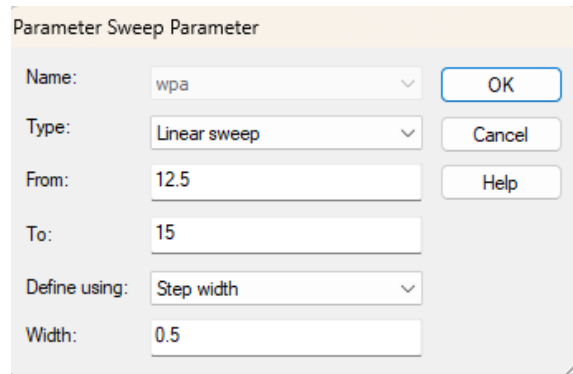 Parameter Sweep Parameter
Name: wpa OK
Type: Linear sweep Cancel
From: 12.5 Help
To: 15
Define using: Step width
Width: 0.5